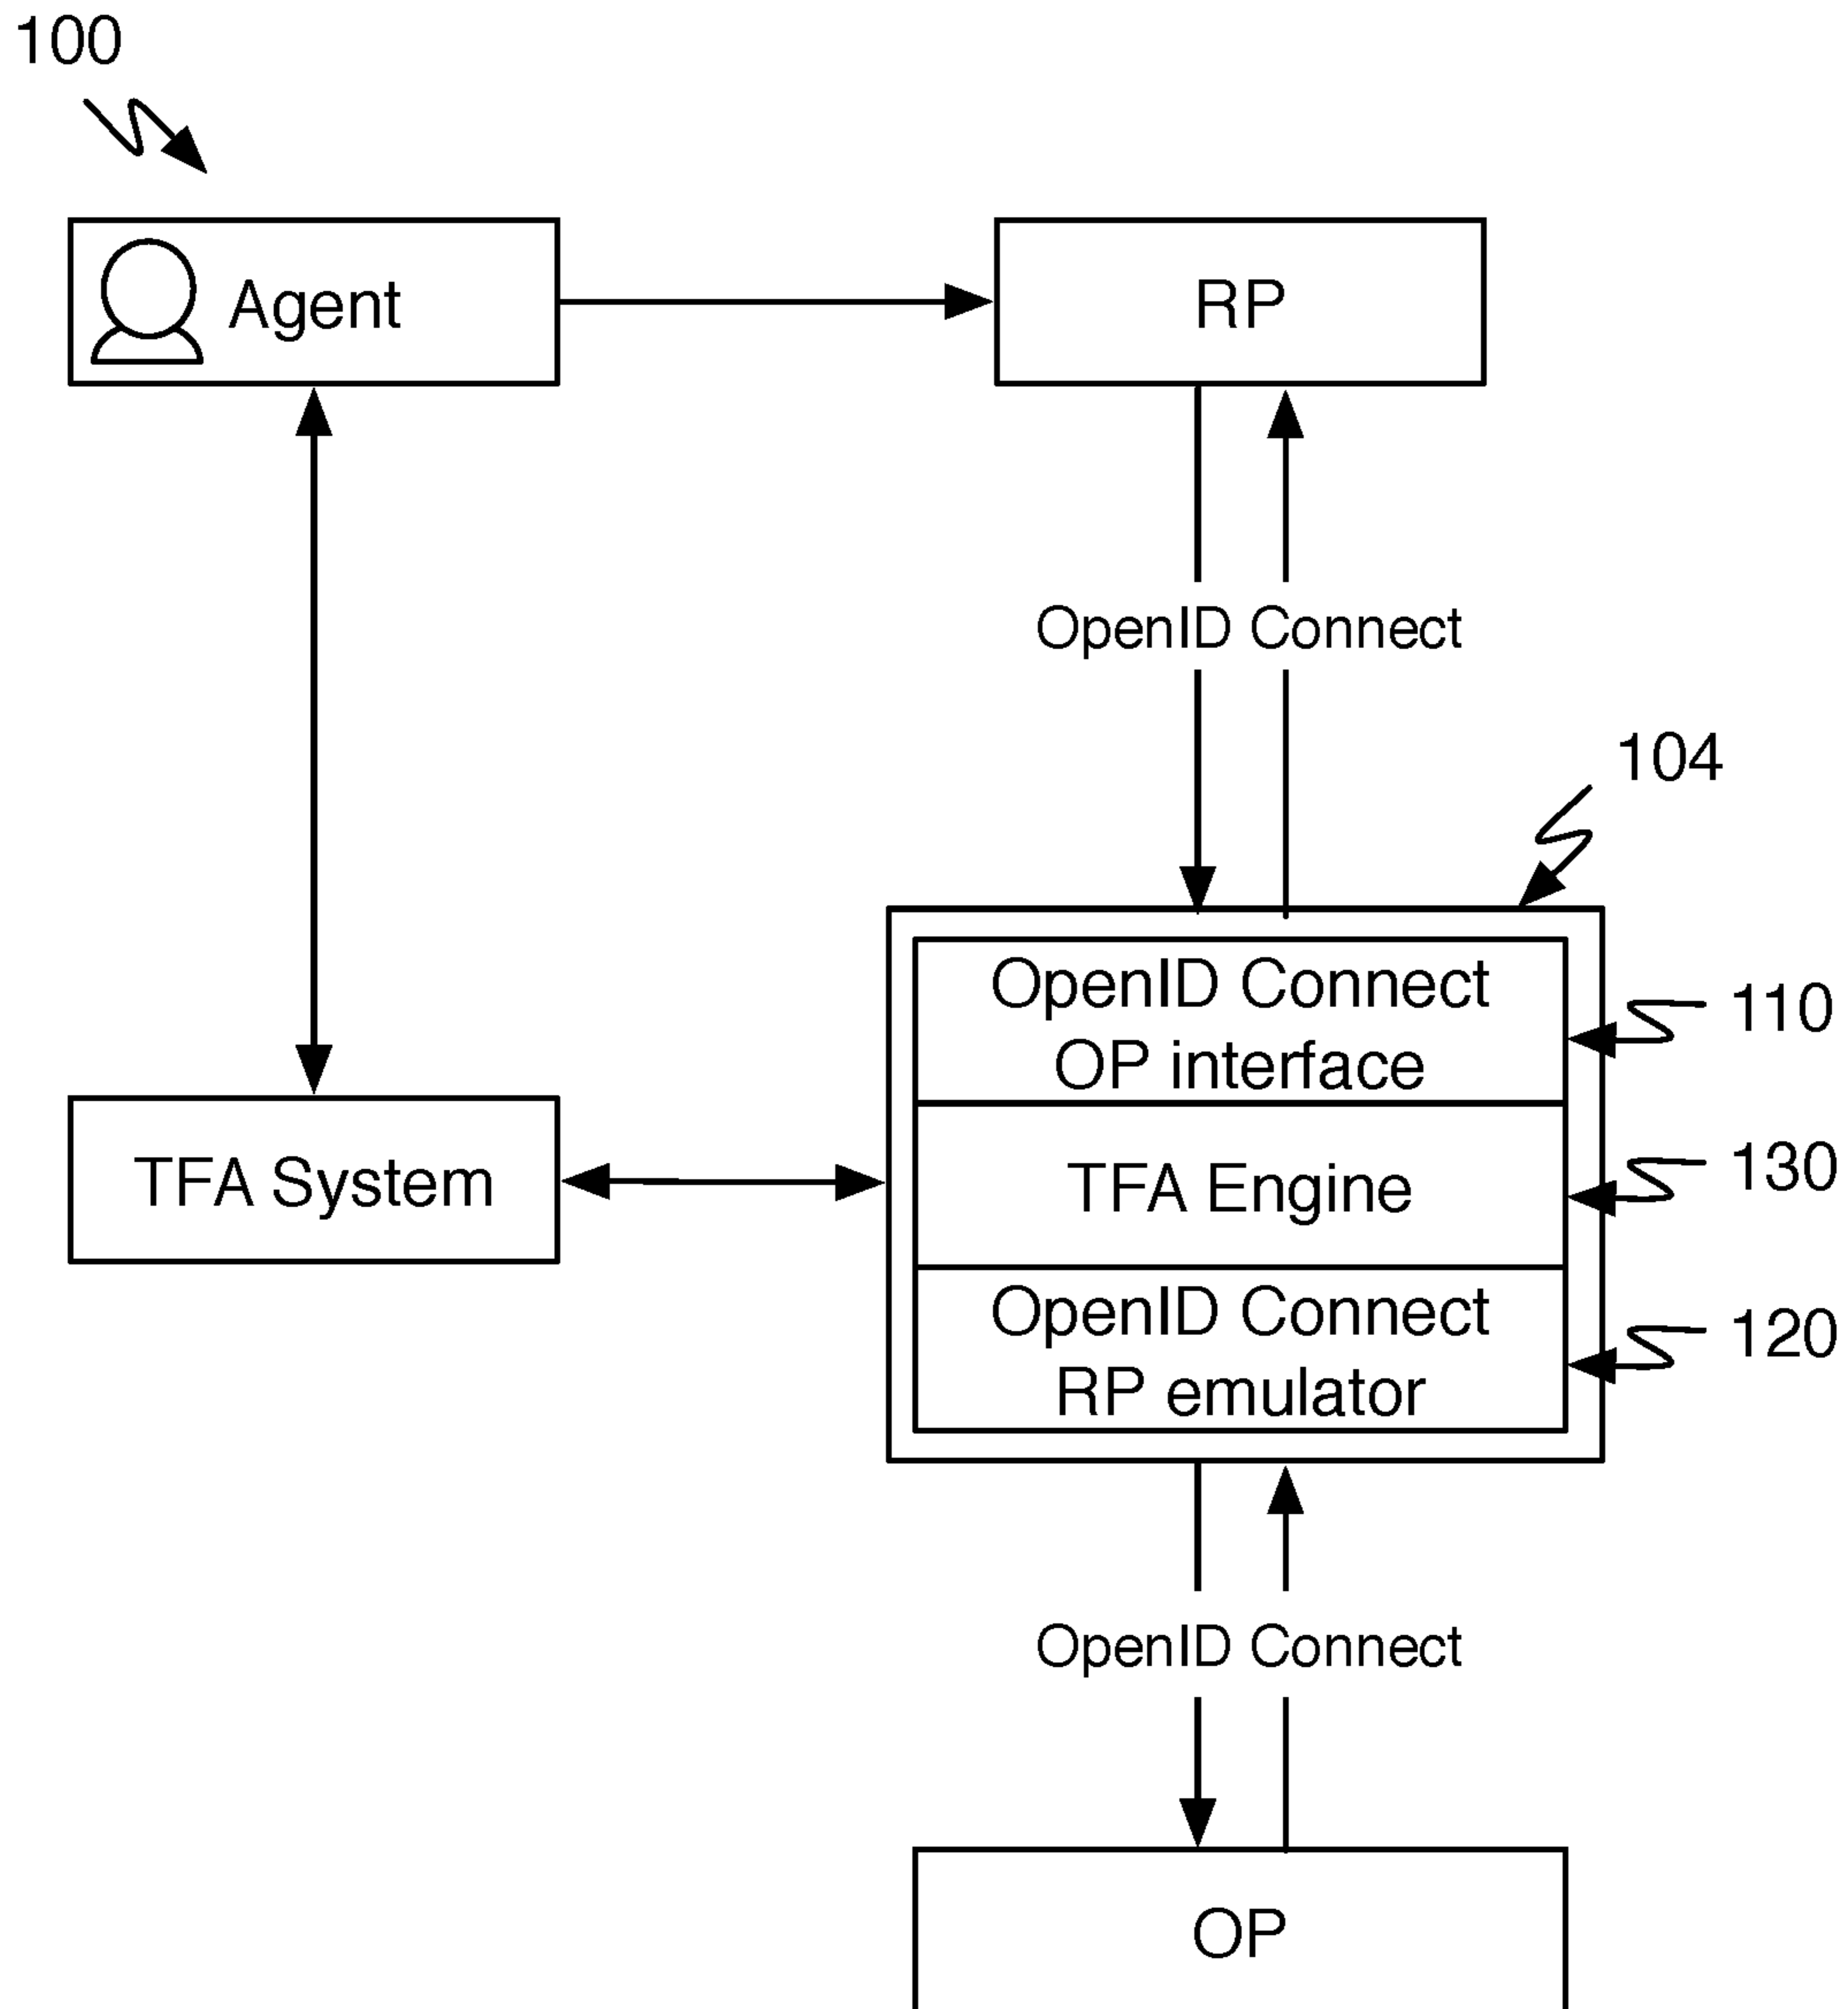 100
Agent
RP
OpenID Connect
104
OpenID Connect
OP interface
110
TFA System
TFA Engine
130
OpenID Connect
RP emulator
120
OpenID Connect
OP